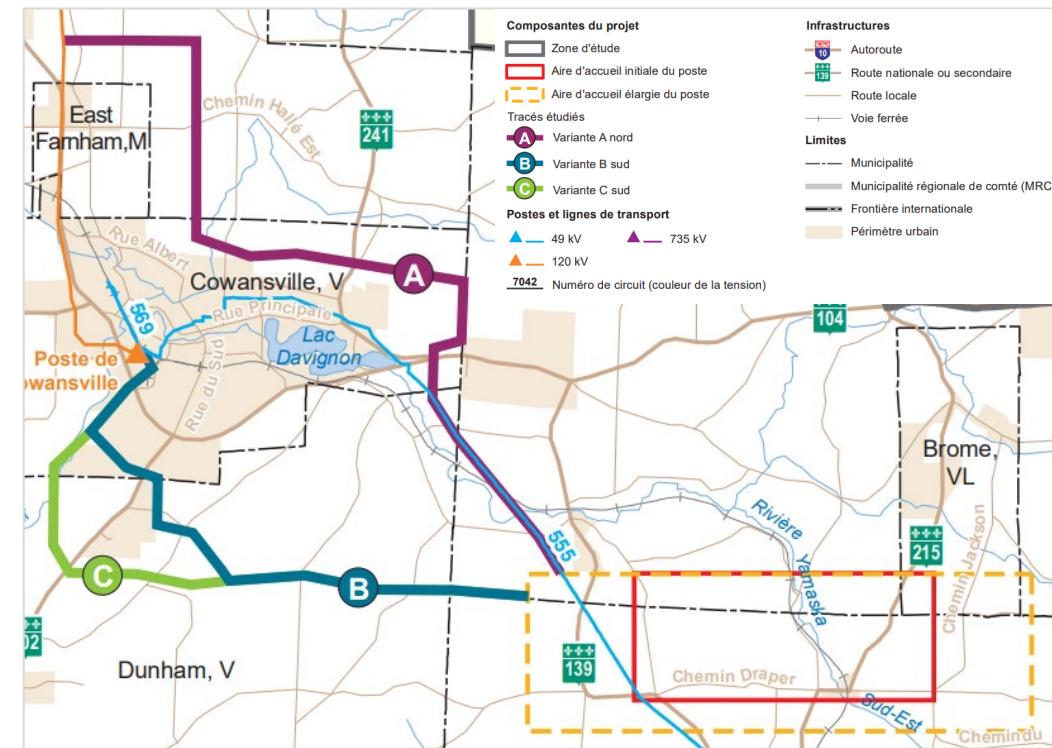 Composantes du projet
Zone d'étude
Aire d'accueil initiale du poste
Aire d'accueil élargie du poste
Tracés étudiés
A Variante A nord
B Variante B sud
C Variante C sud
Postes et lignes de transport
49 kV
735 kV
120 kV
7042 Numéro de circuit (couleur de la tension)
Infrastructures
10 Autoroute
139 Route nationale ou secondaire
Route locale
Voie ferrée
Limites
Municipalité
Municipalité régionale de comté (MRC
Frontière internationale
Périmètre urbain
East
Farnham,M
Chemin Hallé Est
241
Rue Albert
Cowansville, V
A
569
Rue Principale
Lac
Davignon
Poste de
owansville
Rue du Sud
104
Brome,
VL
Rivière
Yamaska
Sud-Est
215
Chemin Jackson
555
C
B
02
Dunham, V
139
Chemin Draper
Chemin du